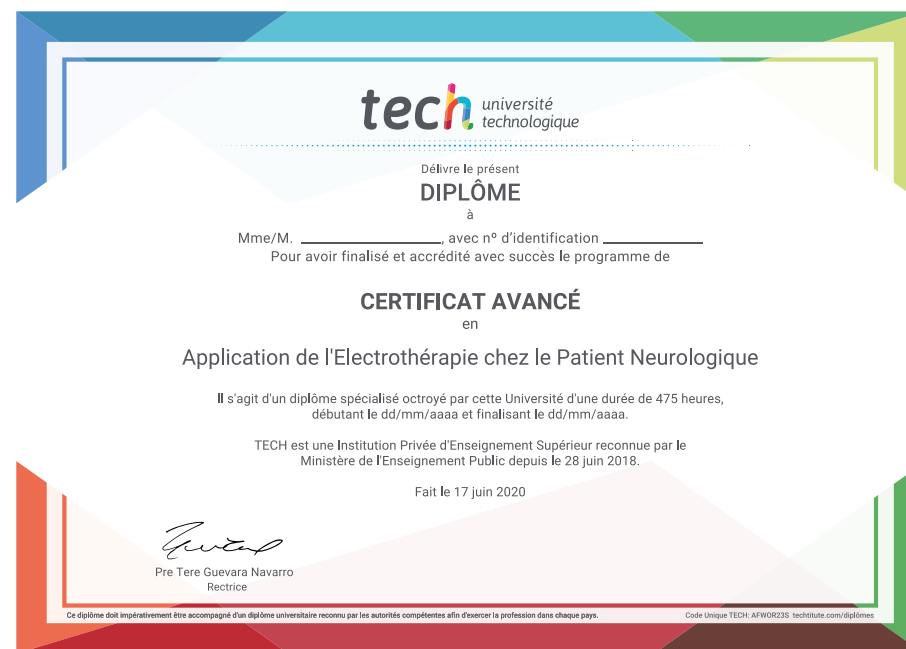 tech université
technologique
Délivre le présent
DIPLÔME
à
Mme/M. ____________________, avec nº d'identification ______________
Pour avoir finalisé et accrédité avec succès le programme de
CERTIFICAT AVANCÉ
en
Application de l'Electrothérapie chez le Patient Neurologique
Il s'agit d'un diplôme spécialisé octroyé par cette Université d'une durée de 475 heures,
débutant le dd/mm/aaaa et finalisant le dd/mm/aaaa.
TECH est une Institution Privée d'Enseignement Supérieur reconnue par le
Ministère de l'Enseignement Public depuis le 28 juin 2018.
Fait le 17 juin 2020
Pre Tere Guevara Navarro
Rectrice
Ce diplôme doit impérativement être accompagné d'un diplôme universitaire reconnu par les autorités compétentes afin d'exercer la profession dans chaque pays.
Code Unique TECH: AFWOR23S techtitute.com/diplômes